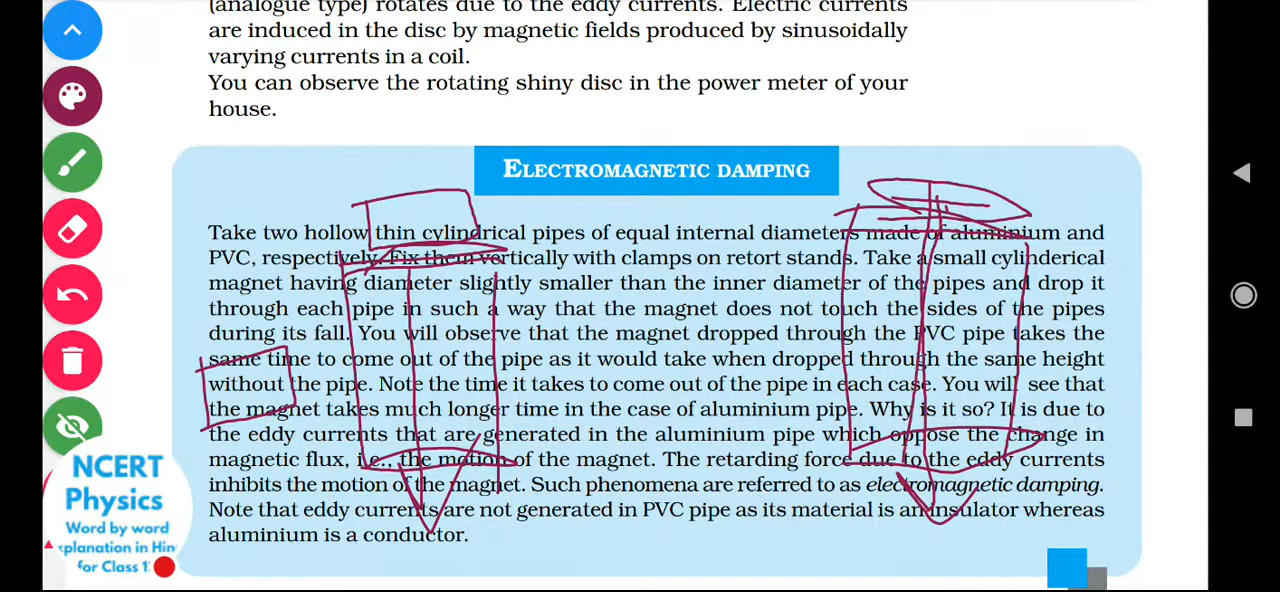 (analogue type) rotates due to the eddy currents. Electric currents
are induced in the disc by magnetic fields produced by sinusoidally
varying currents in a coil.
You can observe the rotating shiny disc in the power meter of your
house.
ELECTROMAGNETIC DAMPING
Take two hollow thin cylindrical pipes of equal internal diameters made of aluminium and
PVC, respectively. Fix them vertically with clamps on retort stands. Take a small cylinderical
magnet having diameter slightly smaller than the inner diameter of the pipes and drop it
through each pipe in such a way that the magnet does not touch the sides of the pipes
during its fall. You will observe that the magnet dropped through the PVC pipe takes the
same time to come out of the pipe as it would take when dropped through the same height
without the pipe. Note the time it takes to come out of the pipe in each case. You will see that
the magnet takes much longer time in the case of aluminium pipe. Why is it so? It is due to
the eddy currents that are generated in the aluminium pipe which oppose the change in
magnetic flux, i.e., the motion of the magnet. The retarding force due to the eddy currents
inhibits the motion of the magnet. Such phenomena are referred to as electromagnetic damping.
Note that eddy currents are not generated in PVC pipe as its material is an insulator whereas
aluminium is a conductor.
NCERT
Physics
Word by word
xplanation in Hin
for Class 1